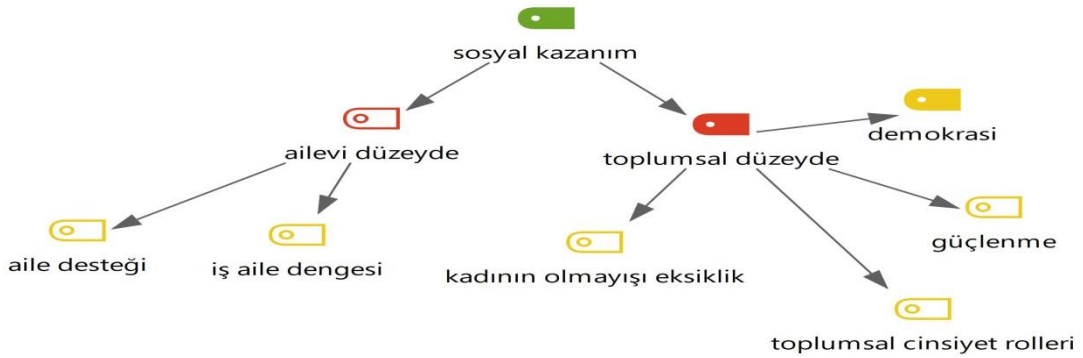 sosyal kazanım
ailevi düzeyde
toplumsal düzeyde
demokrasi
aile desteği
iş aile dengesi
kadının olmayışı eksiklik
güçlenme
toplumsal cinsiyet rolleri